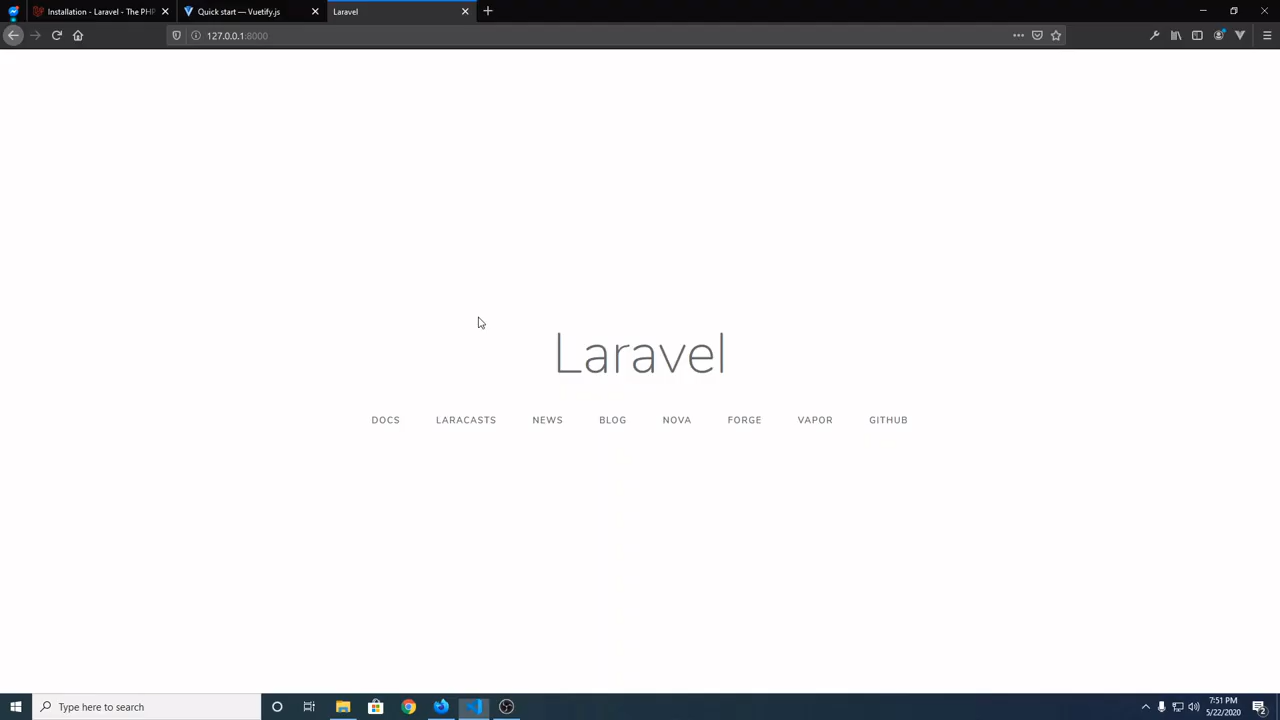 Installation - Laravel - The PHP
Quick start — Vuetify.js
Laravel
127.0.0.1:8000
Laravel
DOCS LARACASTS NEWS BLOG NOVA FORGE VAPOR GITHUB
Type here to search
7:51 PM
5/22/2020
2